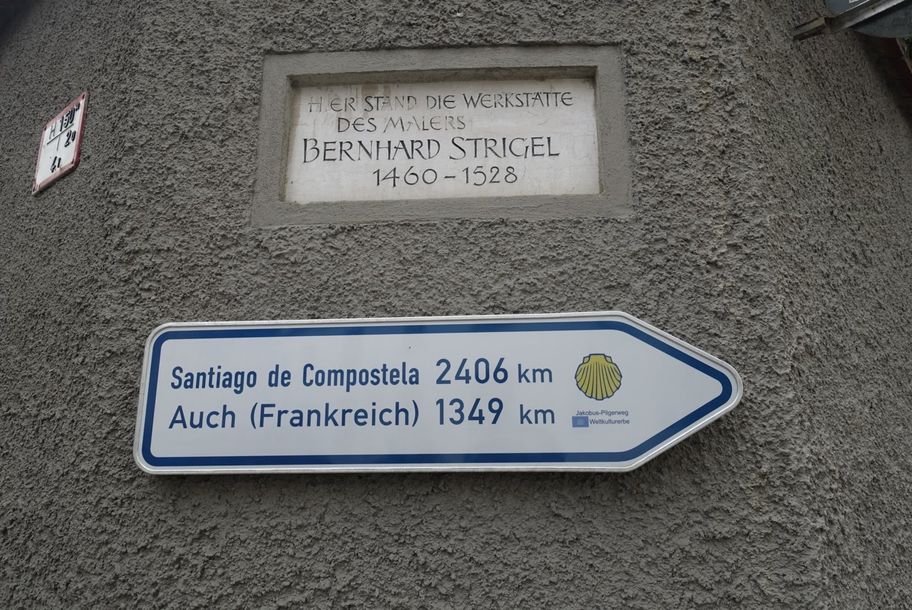 HIER STAND DIE WERKSTÄTTE
DES MALERS
BERNHARD STRIGEL
1460 – 1528
Santiago de Compostela 2406 km
Auch (Frankreich) 1349 km
Jakobus-Pilgerweg
Weltkulturerbe